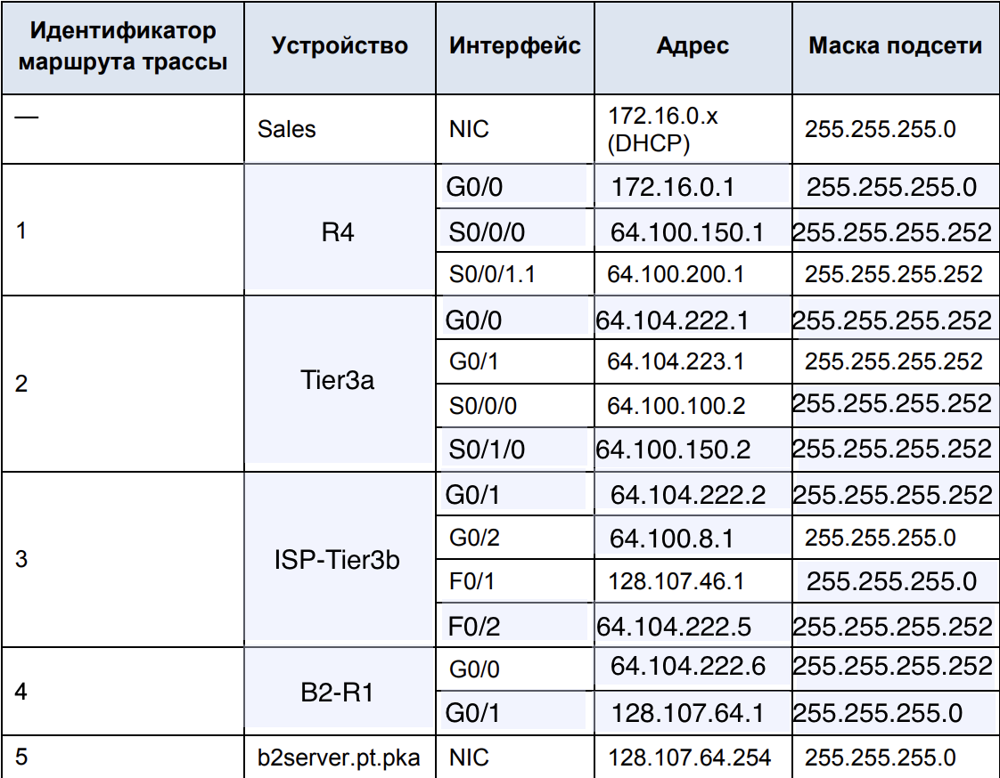 Идентификатор маршрута трассы Устройство Интерфейс Адрес Маска подсети
— Sales NIC 172.16.0.x (DHCP) 255.255.255.0
1 R4 G0/0 172.16.0.1 255.255.255.0
S0/0/0 64.100.150.1 255.255.255.252
S0/0/1.1 64.100.200.1 255.255.255.252
2 Tier3a G0/0 64.104.222.1 255.255.255.252
G0/1 64.104.223.1 255.255.255.252
S0/0/0 64.100.100.2 255.255.255.252
S0/1/0 64.100.150.2 255.255.255.252
3 ISP-Tier3b G0/1 64.104.222.2 255.255.255.252
G0/2 64.100.8.1 255.255.255.0
F0/1 128.107.46.1 255.255.255.0
F0/2 64.104.222.5 255.255.255.252
4 B2-R1 G0/0 64.104.222.6 255.255.255.252
G0/1 128.107.64.1 255.255.255.0
5 b2server.pt.pka NIC 128.107.64.254 255.255.255.0